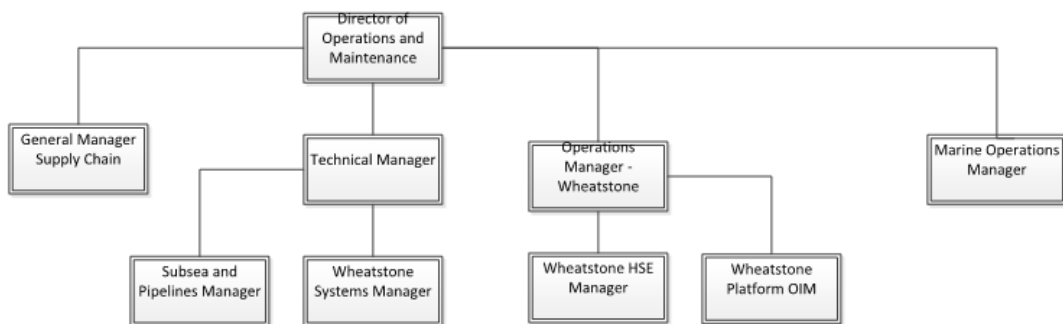 Director of
Operations and
Maintenance
General Manager
Supply Chain
Technical Manager
Operations
Manager -
Wheatstone
Marine Operations
Manager
Subsea and
Pipelines Manager
Wheatstone
Systems Manager
Wheatstone HSE
Manager
Wheatstone
Platform OIM